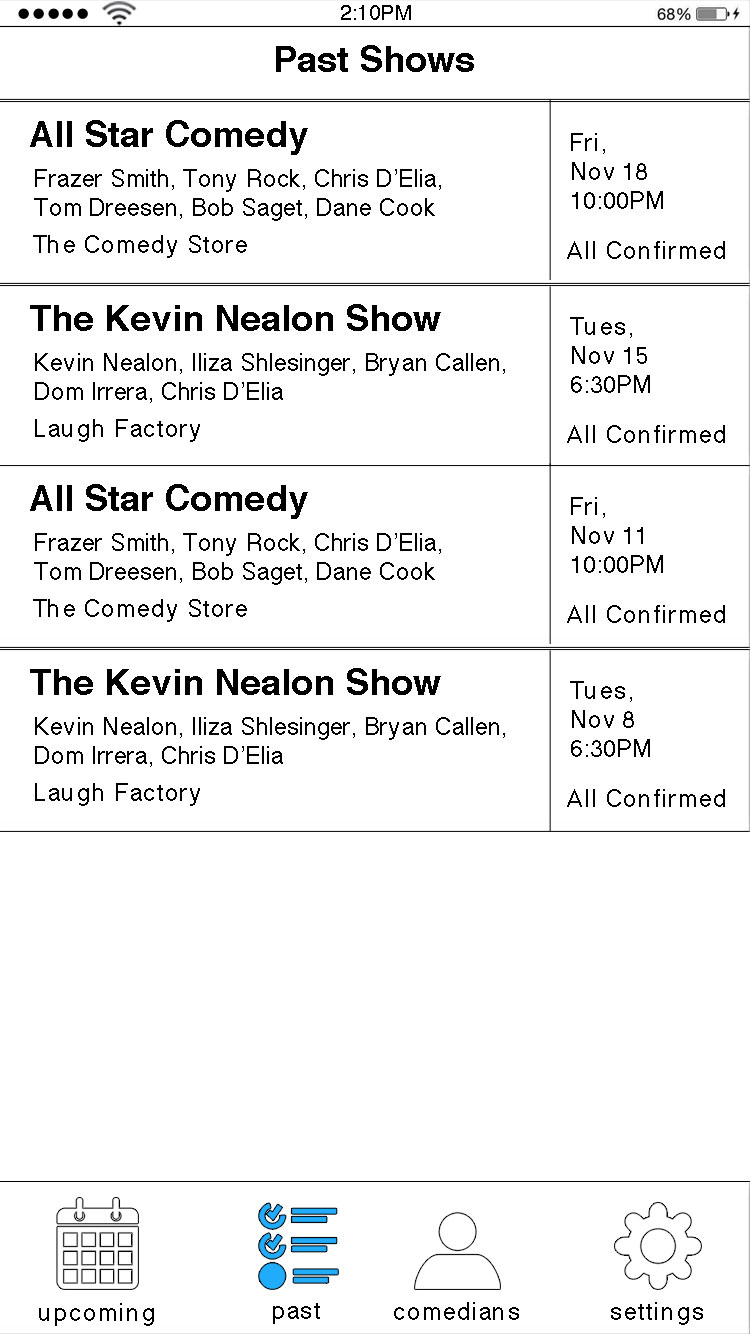 2:10PM
68%
Past Shows
All Star Comedy
Frazer Smith, Tony Rock, Chris D'Elia,
Tom Dreesen, Bob Saget, Dane Cook
The Comedy Store
Fri,
Nov 18
10:00PM
All Confirmed
The Kevin Nealon Show
Kevin Nealon, Iliza Shlesinger, Bryan Callen,
Dom Irrera, Chris D'Elia
Laugh Factory
Tues,
Nov 15
6:30PM
All Confirmed
All Star Comedy
Frazer Smith, Tony Rock, Chris D'Elia,
Tom Dreesen, Bob Saget, Dane Cook
The Comedy Store
Fri,
Nov 11
10:00PM
All Confirmed
The Kevin Nealon Show
Kevin Nealon, Iliza Shlesinger, Bryan Callen,
Dom Irrera, Chris D'Elia
Laugh Factory
Tues,
Nov 8
6:30PM
All Confirmed
upcoming
past
comedians
settings